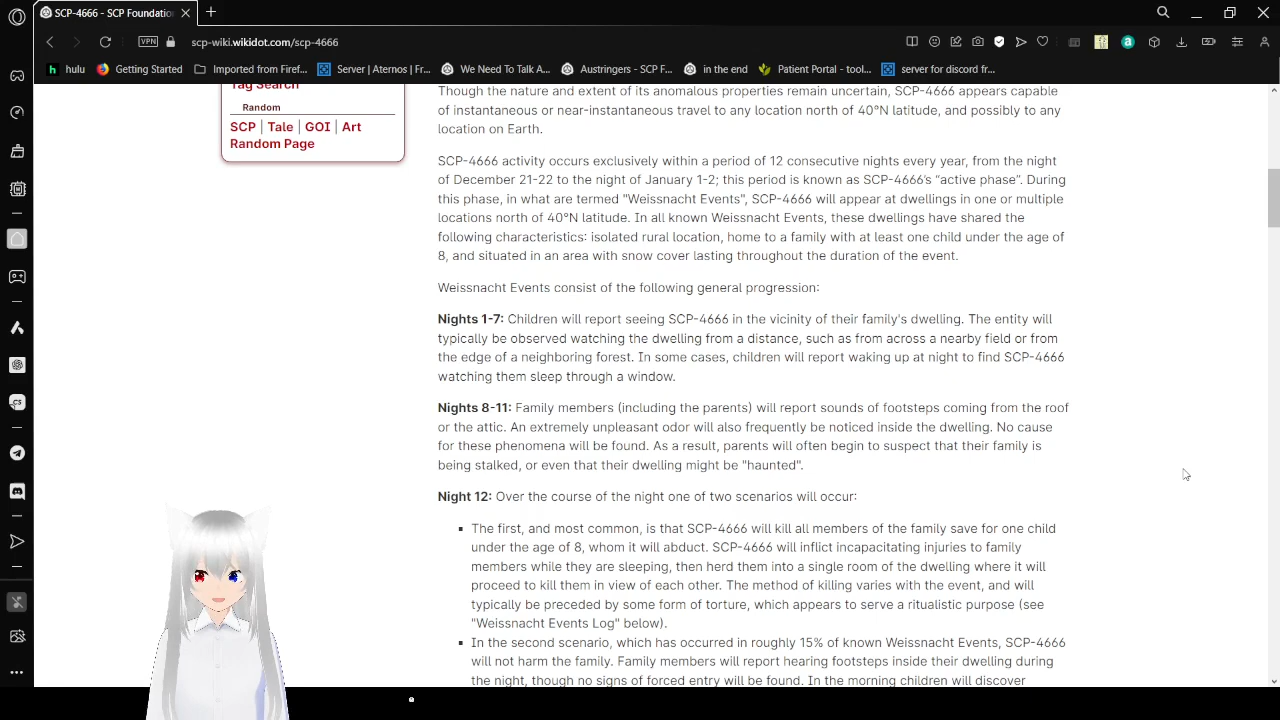 SCP-4666 - SCP Foundatio
scp-wiki.wikidot.com/scp-4666
VPN
hulu
Getting Started
Imported from Firef...
Server | Aternos | Fr...
We Need To Talk A...
Austringers - SCP F...
in the end
Patient Portal - tool...
server for discord fr...
Tag Search
Random
SCP | Tale | GOI | Art
Random Page
Though the nature and extent of its anomalous properties remain uncertain, SCP-4666 appears capable
of instantaneous or near-instantaneous travel to any location north of 40°N latitude, and possibly to any
location on Earth.
SCP-4666 activity occurs exclusively within a period of 12 consecutive nights every year, from the night
of December 21-22 to the night of January 1-2; this period is known as SCP-4666's “active phase”. During
this phase, in what are termed "Weissnacht Events", SCP-4666 will appear at dwellings in one or multiple
locations north of 40°N latitude. In all known Weissnacht Events, these dwellings have shared the
following characteristics: isolated rural location, home to a family with at least one child under the age of
8, and situated in an area with snow cover lasting throughout the duration of the event.
Weissnacht Events consist of the following general progression:
Nights 1-7: Children will report seeing SCP-4666 in the vicinity of their family's dwelling. The entity will
typically be observed watching the dwelling from a distance, such as from across a nearby field or from
the edge of a neighboring forest. In some cases, children will report waking up at night to find SCP-4666
watching them sleep through a window.
Nights 8-11: Family members (including the parents) will report sounds of footsteps coming from the roof
or the attic. An extremely unpleasant odor will also frequently be noticed inside the dwelling. No cause
for these phenomena will be found. As a result, parents will often begin to suspect that their family is
being stalked, or even that their dwelling might be "haunted".
Night 12: Over the course of the night one of two scenarios will occur:
The first, and most common, is that SCP-4666 will kill all members of the family save for one child
under the age of 8, whom it will abduct. SCP-4666 will inflict incapacitating injuries to family
members while they are sleeping, then herd them into a single room of the dwelling where it will
proceed to kill them in view of each other. The method of killing varies with the event, and will
typically be preceded by some form of torture, which appears to serve a ritualistic purpose (see
"Weissnacht Events Log" below).
In the second scenario, which has occurred in roughly 15% of known Weissnacht Events, SCP-4666
will not harm the family. Family members will report hearing footsteps inside their dwelling during
the night, though no signs of forced entry will be found. In the morning children will discover